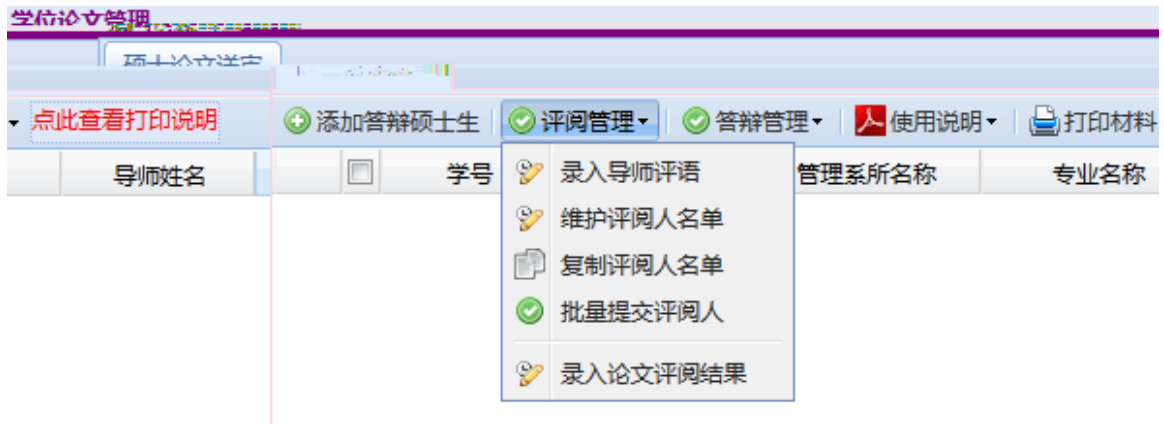 学位论文管理
硕士论文送审
点此查看打印说明 添加答辩硕士生 评阅管理 答辩管理 使用说明 打印材料
导师姓名 学号 管理系所名称 专业名称
录入导师评语
维护评阅人名单
复制评阅人名单
批量提交评阅人
录入论文评阅结果